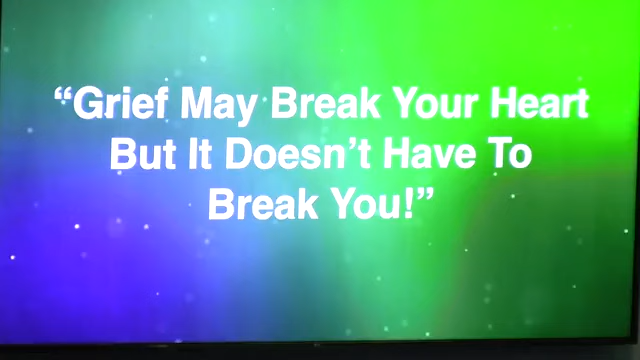 “Grief May Break Your Heart
But It Doesn’t Have To
Break You!”